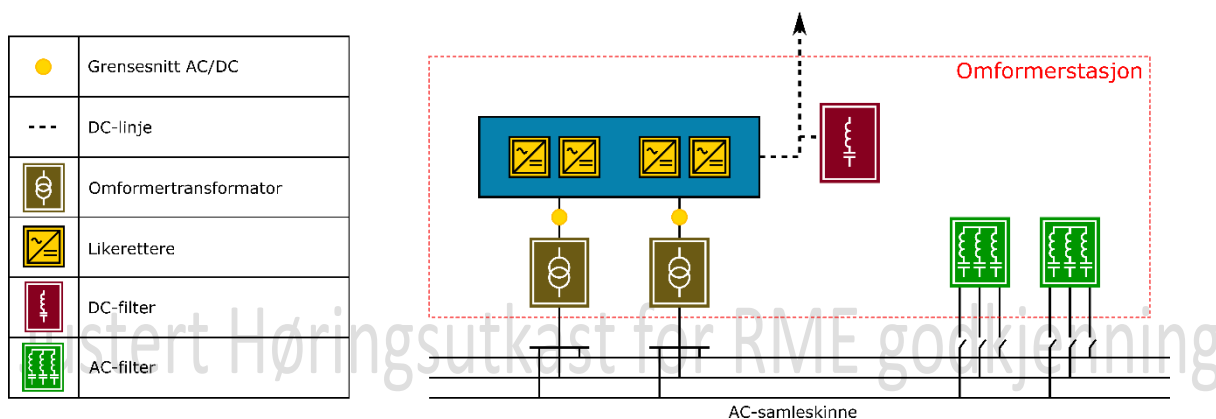 Grensesnitt AC/DC
DC-linje
Omformertransformator
Likerettere
DC-filter
AC-filter
Omformerstasjon
AC-samleskinne
Justert Høringsutkast for RME godkjenning